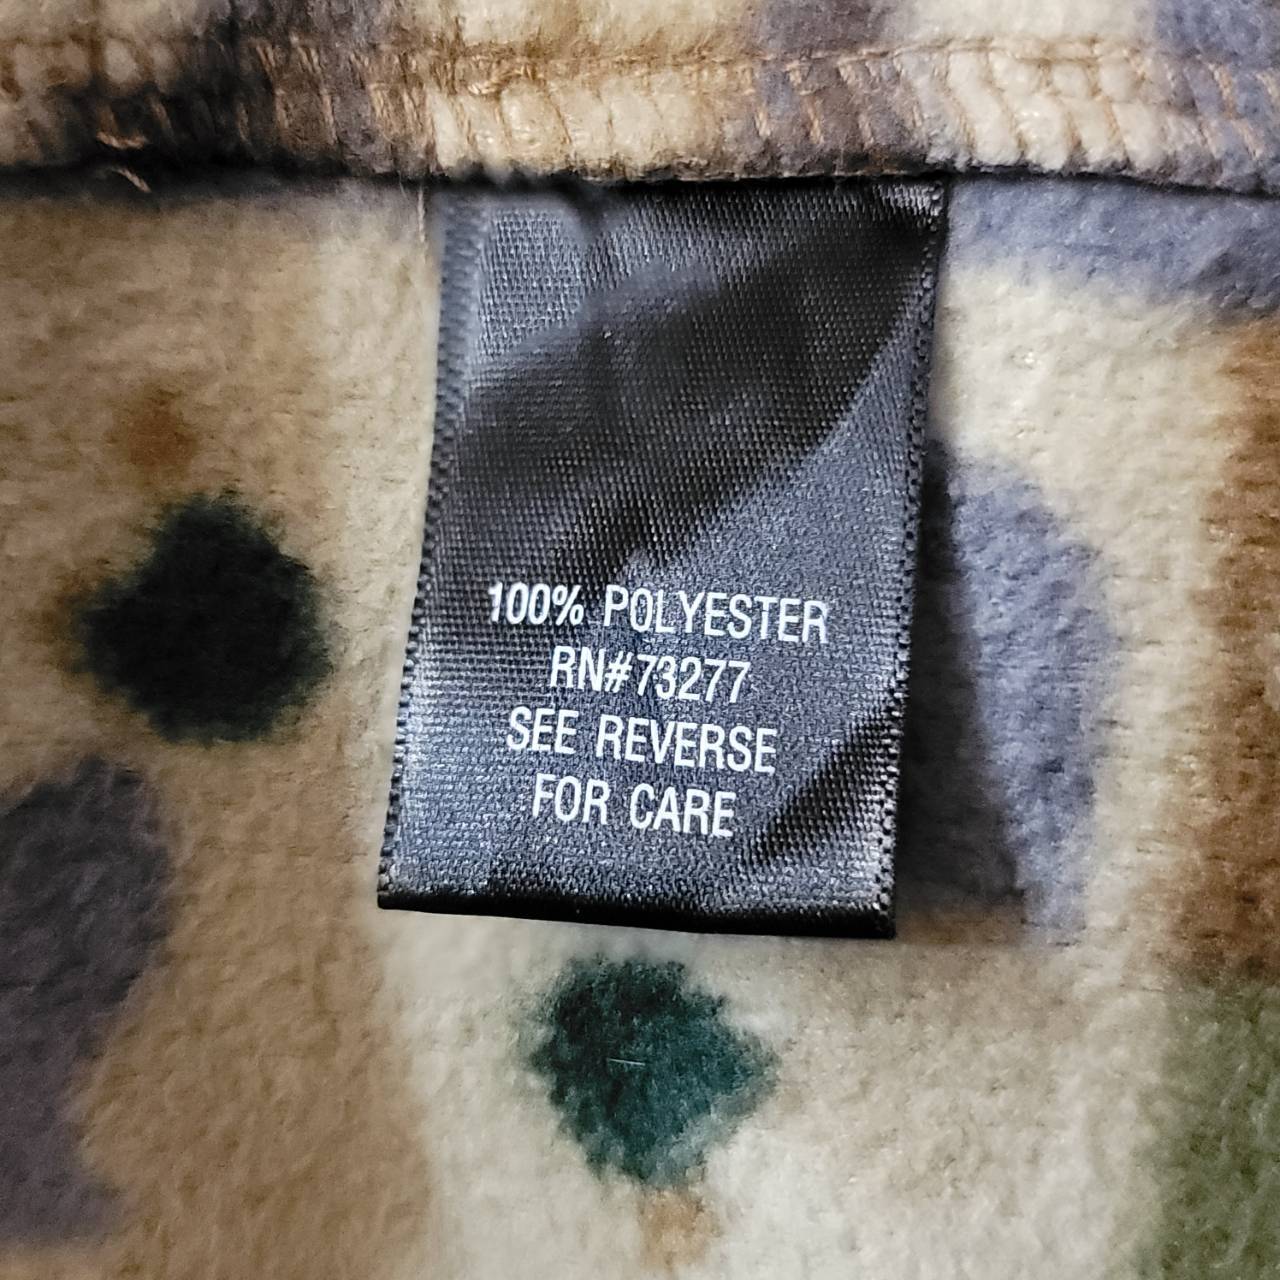 100% POLYESTER
RN#73277
SEE REVERSE
FOR CARE